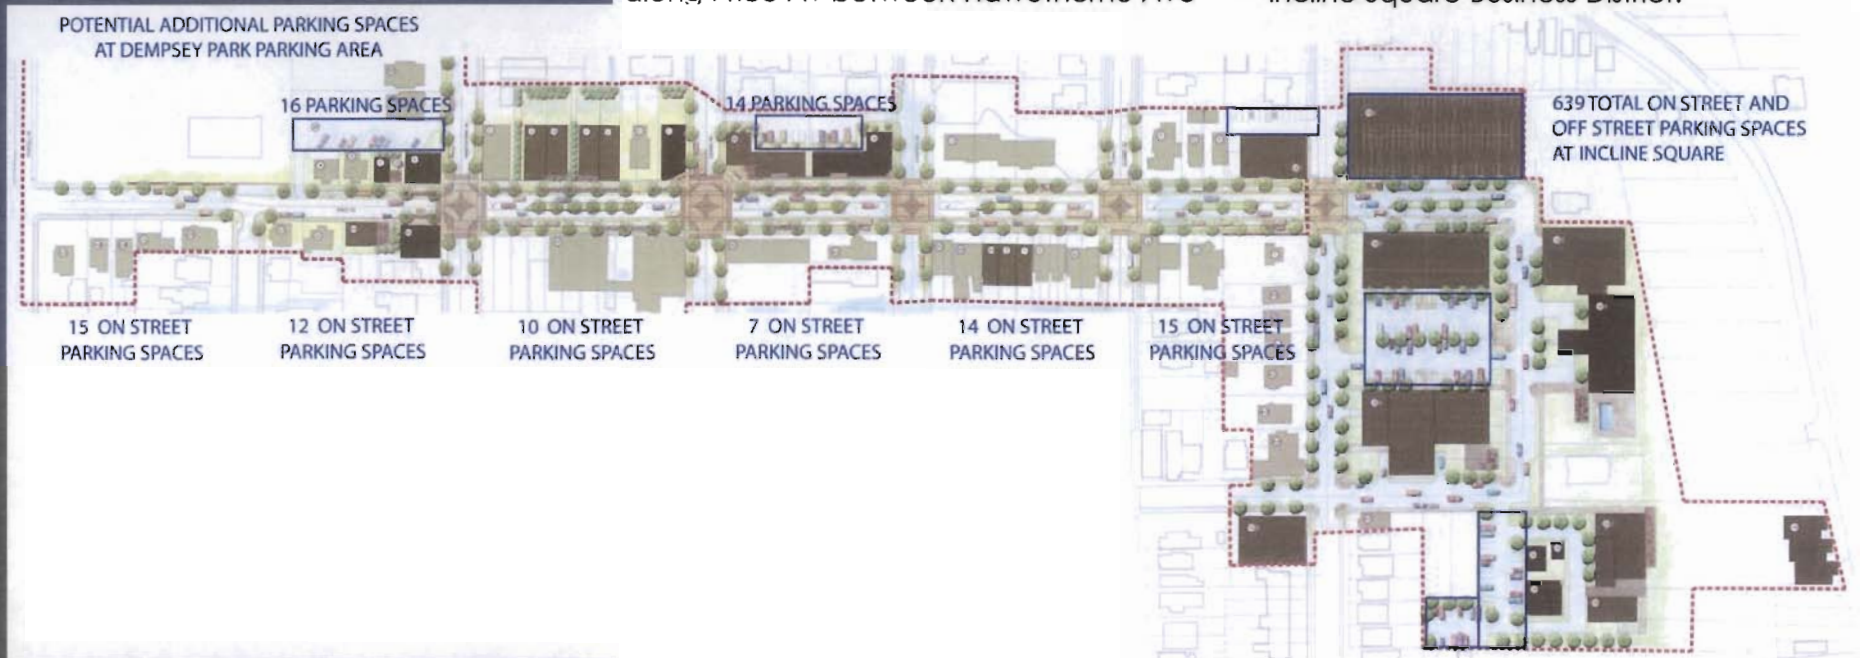 POTENTIAL ADDITIONAL PARKING SPACES
AT DEMPSEY PARK PARKING AREA
16 PARKING SPACES
14 PARKING SPACES
639 TOTAL ON STREET AND
OFF STREET PARKING SPACES
AT INCLINE SQUARE
15 ON STREET
PARKING SPACES
12 ON STREET
PARKING SPACES
10 ON STREET
PARKING SPACES
7 ON STREET
PARKING SPACES
14 ON STREET
PARKING SPACES
15 ON STREET
PARKING SPACES